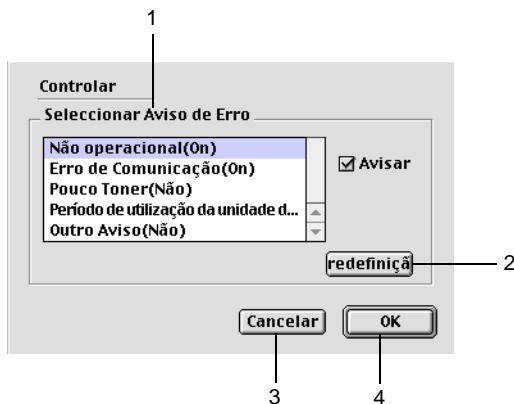 1
Controlar
Seleccionar Aviso de Erro
Não operacional(On)
Erro de Comunicação(On)
Pouco Toner(Não)
Período de utilização da unidade d...
Outro Aviso(Não)
Avisar
redefiniçã
2
Cancelar
OK
3
4